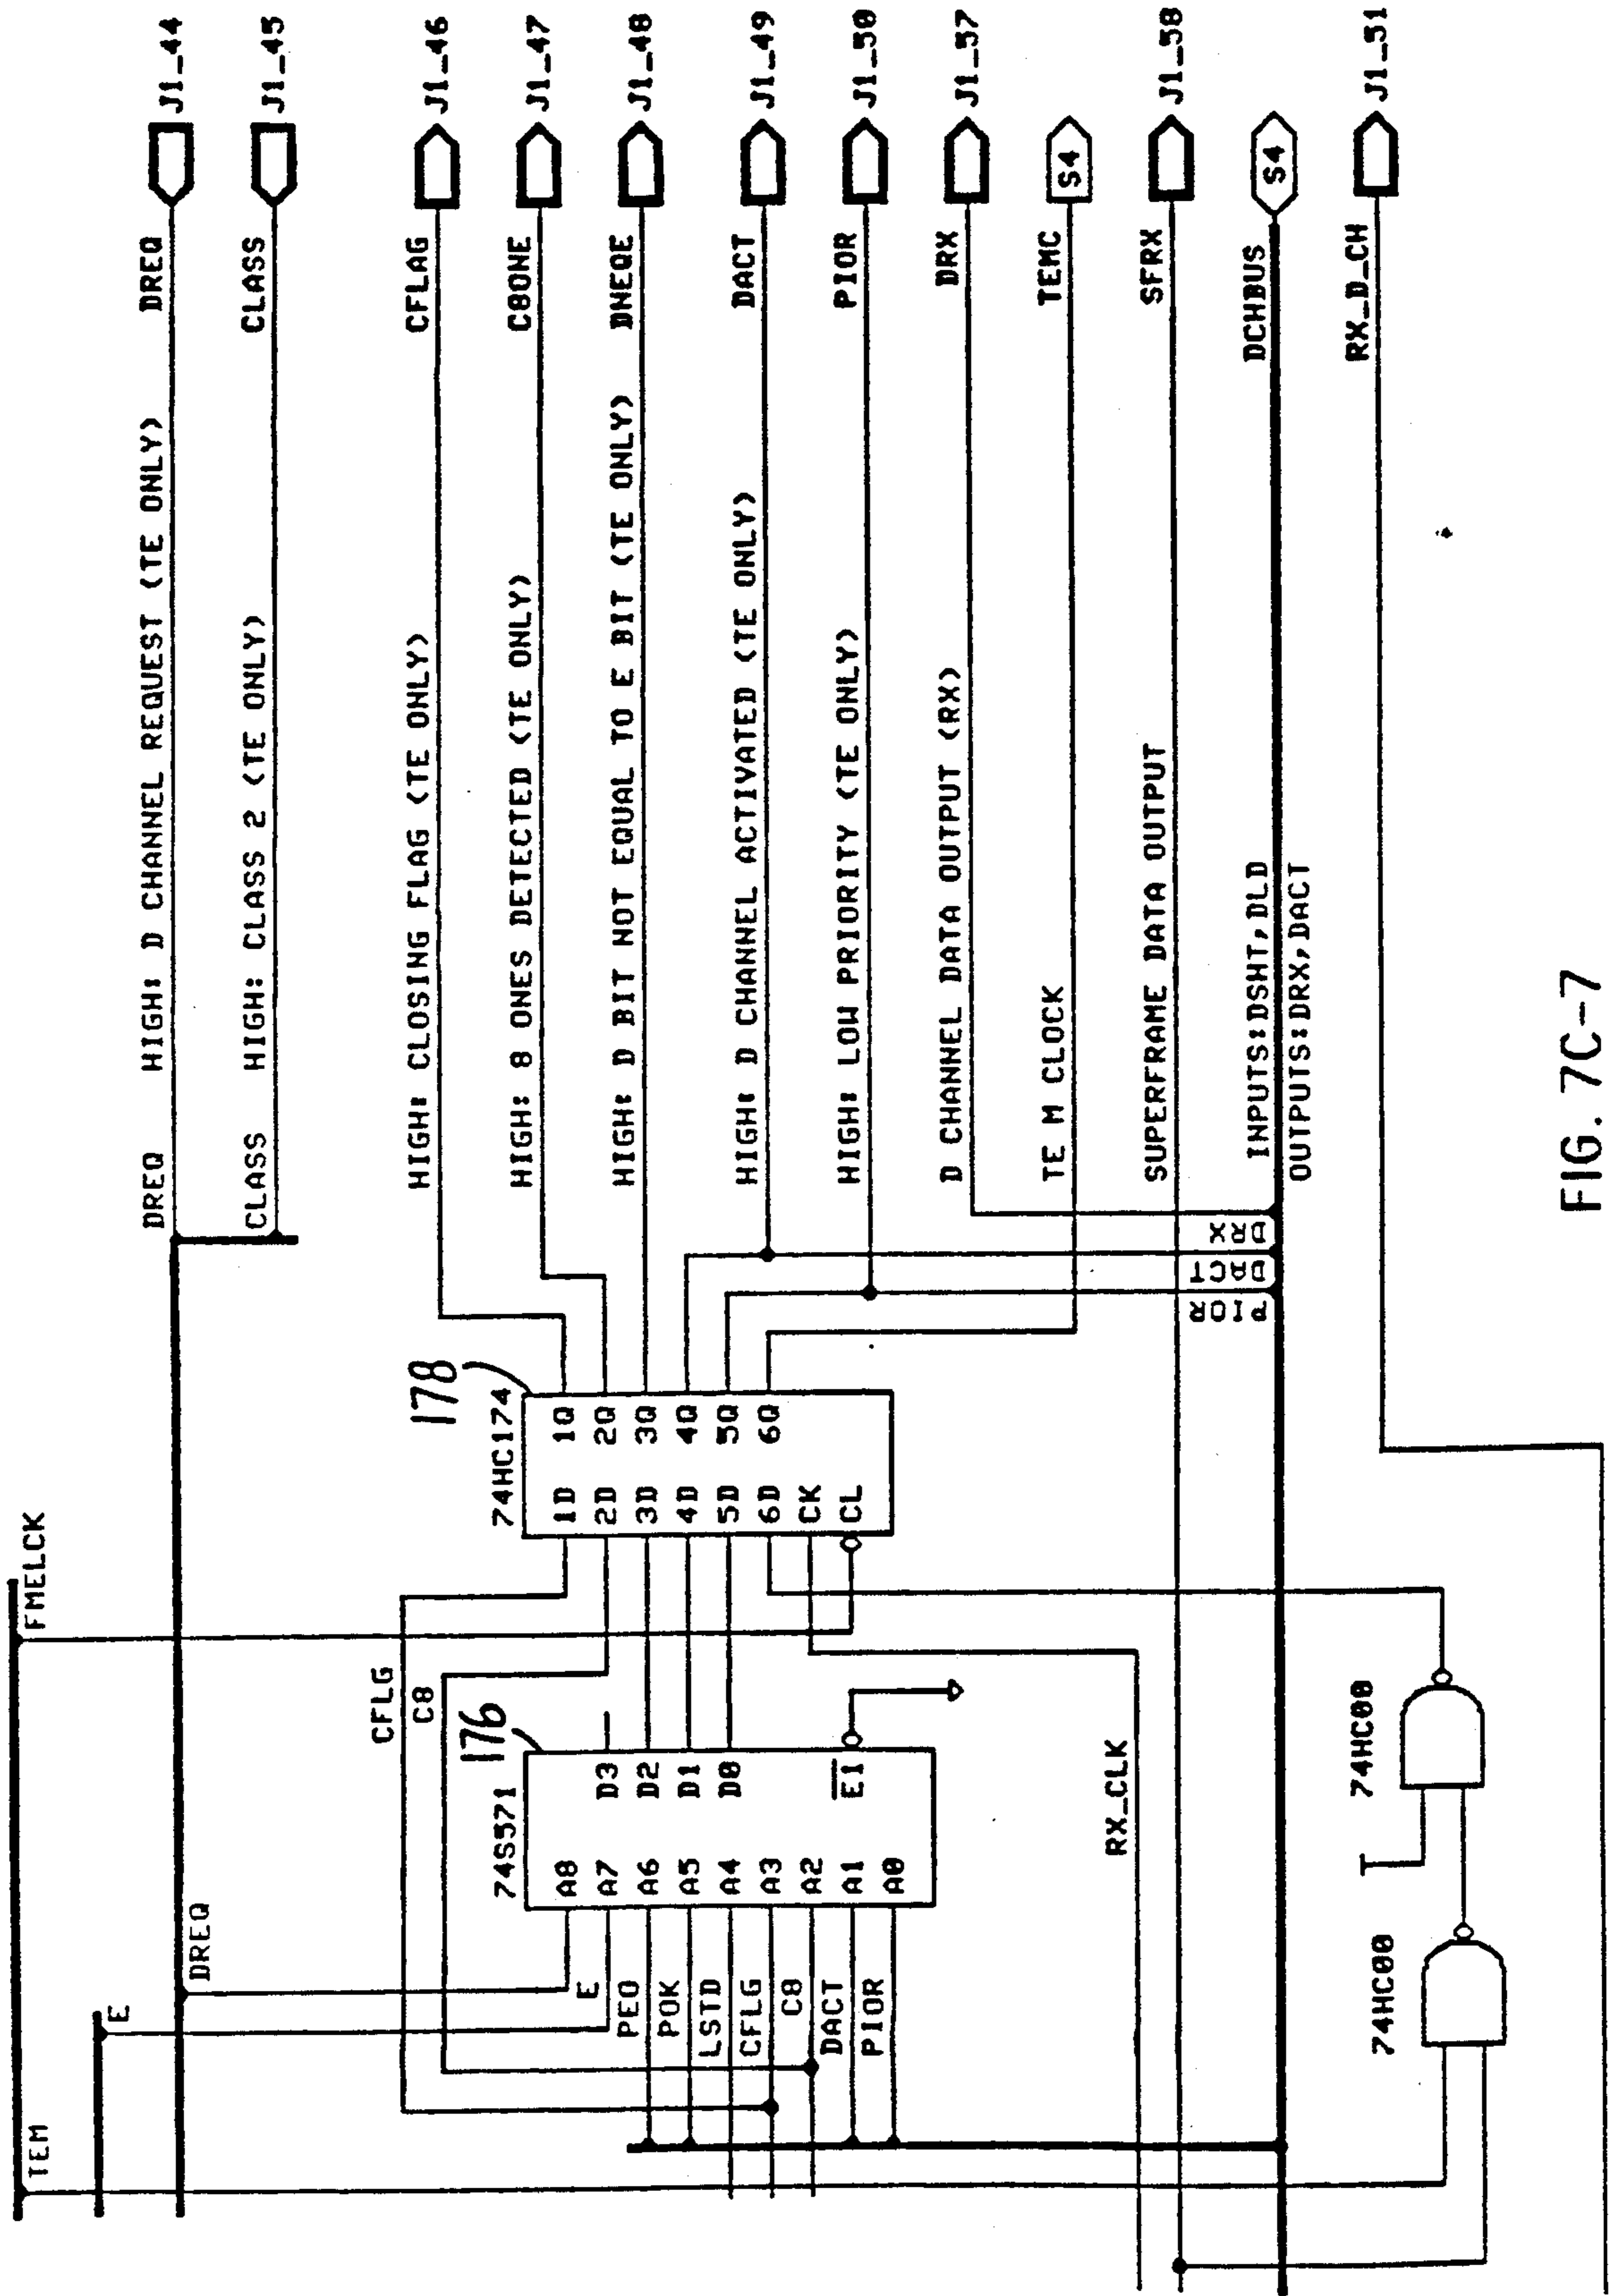 DREQ HIGH: D CHANNEL REQUEST (TE ONLY) DREQ J1_44
CLASS HIGH: CLASS 2 (TE ONLY) CLASS J1_45
HIGH: CLOSING FLAG (TE ONLY) CFLAG J1_46
HIGH: 8 ONES DETECTED (TE ONLY) C8ONE J1_47
HIGH: D BIT NOT EQUAL TO E BIT (TE ONLY) DNEQE J1_48
HIGH: D CHANNEL ACTIVATED (TE ONLY) DACT J1_49
HIGH: LOW PRIORITY (TE ONLY) PIOR J1_50
D CHANNEL DATA OUTPUT (RX) DRX J1_57
TE M CLOCK TEMC S4
SUPERFRAME DATA OUTPUT SFRX J1_58
INPUTS:DSHT,DLD DCHBUS S4
OUTPUTS:DRX,DACT
RX_D_CH J1_51
TEM
FMELCK
E
DREQ
CFLG
C8
176
74S571
A8
A7 D3
A6 D2
A5 D1
A4 D0
A3
A2
A1 E1
A0
E
PEO
POK
LSTD
CFLG
C8
DACT
PIOR
178
74HC174
1D 1Q
2D 2Q
3D 3Q
4D 4Q
5D 5Q
6D 6Q
CK
CL
PIOR
DACT
DRX
RX_CLK
74HC00
74HC00
FIG. 7C-7